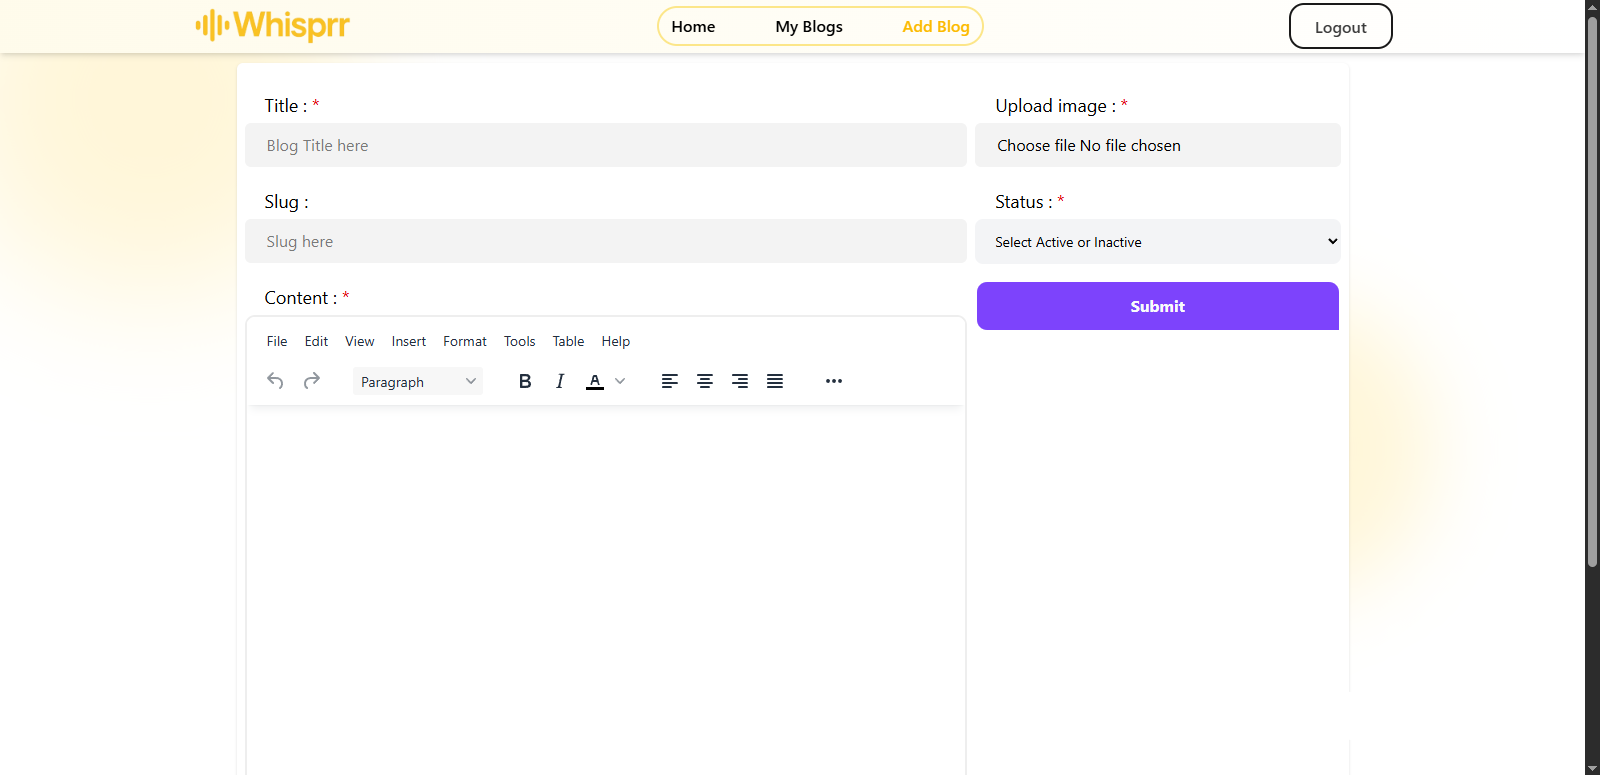 Whisprr
Home My Blogs Add Blog
Logout
Title : *
Blog Title here
Upload image : *
Choose file No file chosen
Slug :
Slug here
Status : *
Select Active or Inactive
Content : *
Submit
File Edit View Insert Format Tools Table Help
Paragraph B I A